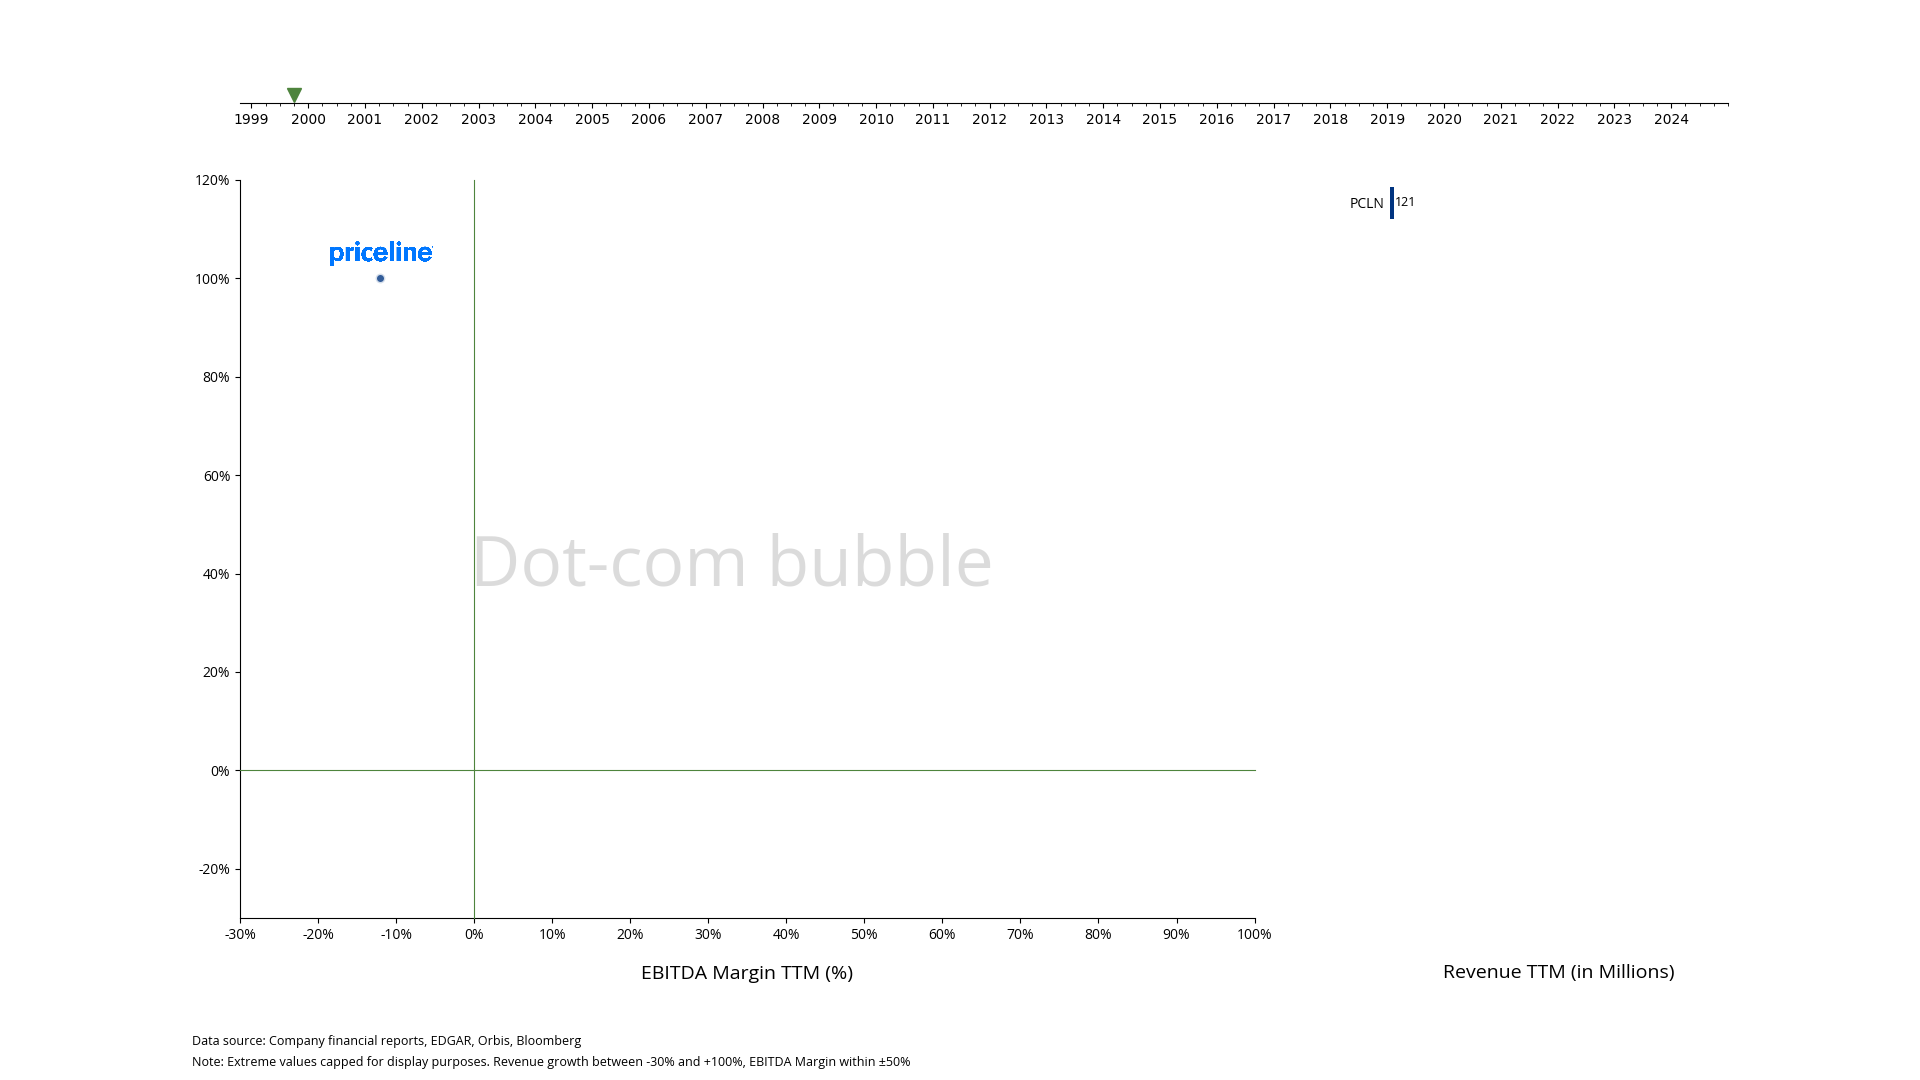 1999 2000 2001 2002 2003 2004 2005 2006 2007 2008 2009 2010 2011 2012 2013 2014 2015 2016 2017 2018 2019 2020 2021 2022 2023 2024
120%
PCLN 121
priceline
100%
80%
60%
Dot-com bubble
40%
20%
0%
-20%
-30% -20% -10% 0% 10% 20% 30% 40% 50% 60% 70% 80% 90% 100%
EBITDA Margin TTM (%)
Revenue TTM (in Millions)
Data source: Company financial reports, EDGAR, Orbis, Bloomberg
Note: Extreme values capped for display purposes. Revenue growth between -30% and +100%, EBITDA Margin within ±50%